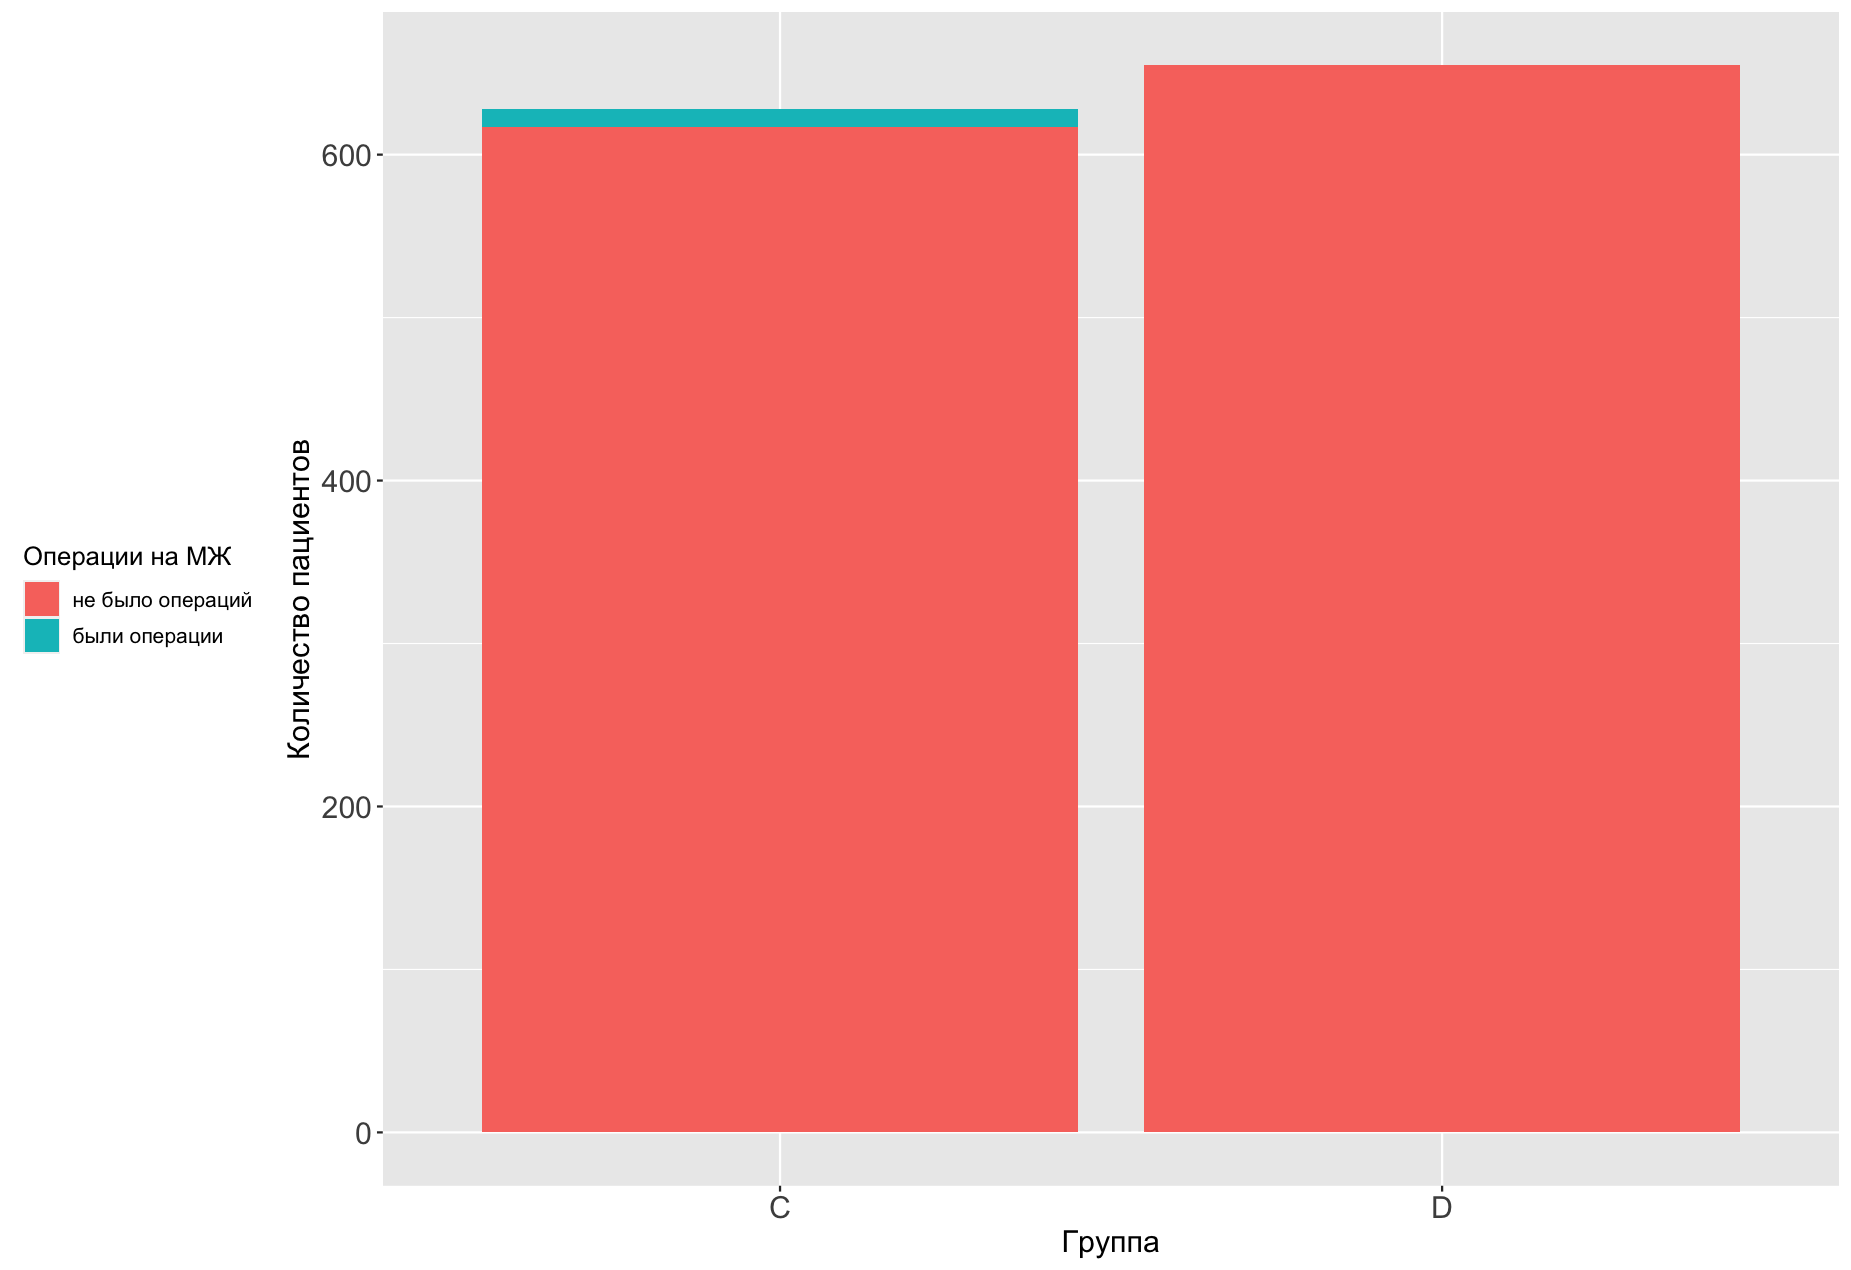 Операции на МЖ
не было операций
были операции
Количество пациентов
600
400
200
0
C
D
Группа